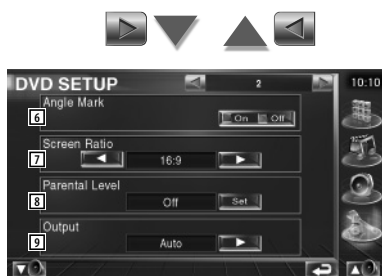 DVD SETUP 2 10:10
Angle Mark
6 On Off
Screen Ratio
7 16:9
Parental Level
8 Off Set
Output
9 Auto